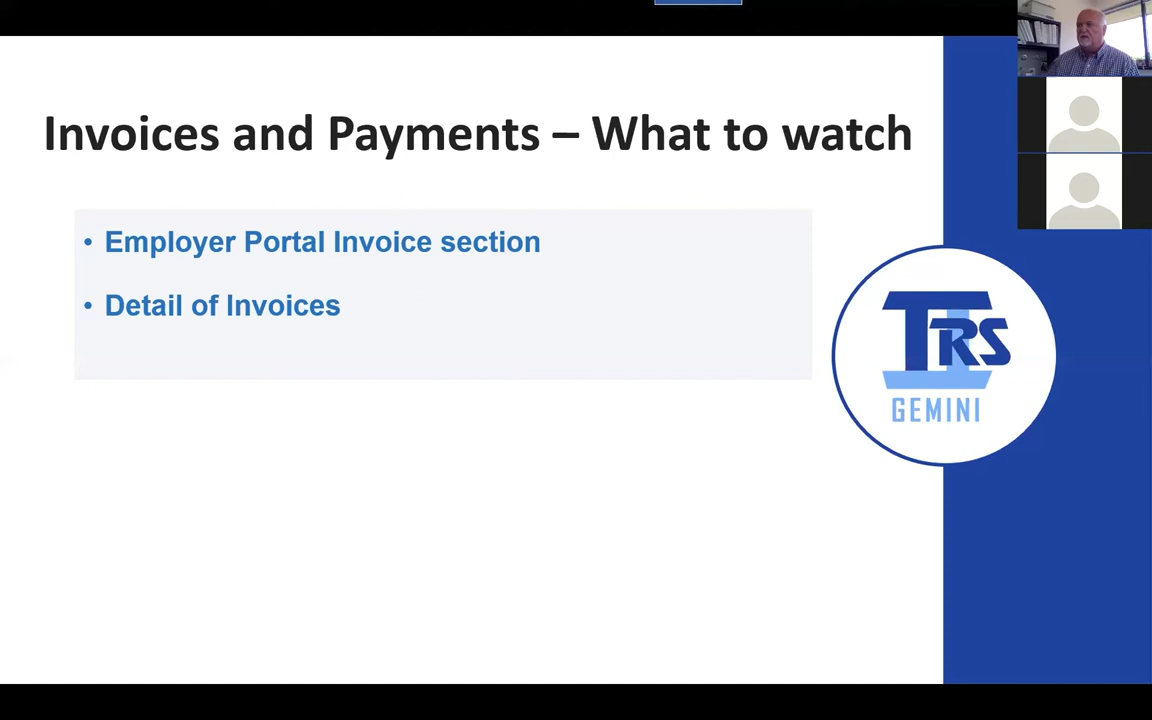 Invoices and Payments – What to watch
• Employer Portal Invoice section
• Detail of Invoices
TRS
GEMINI